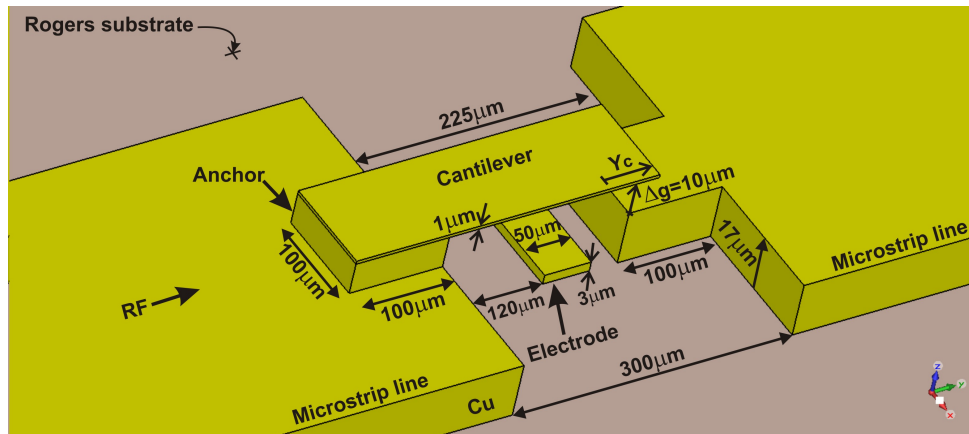 Rogers substrate
225μm
Cantilever
Yc
Anchor
Δg=10μm
1μm
50μm
17μm
Microstrip line
100μm
RF
100μm
120μm
3μm
100μm
Electrode
300μm
Microstrip line
Cu
z
y
x